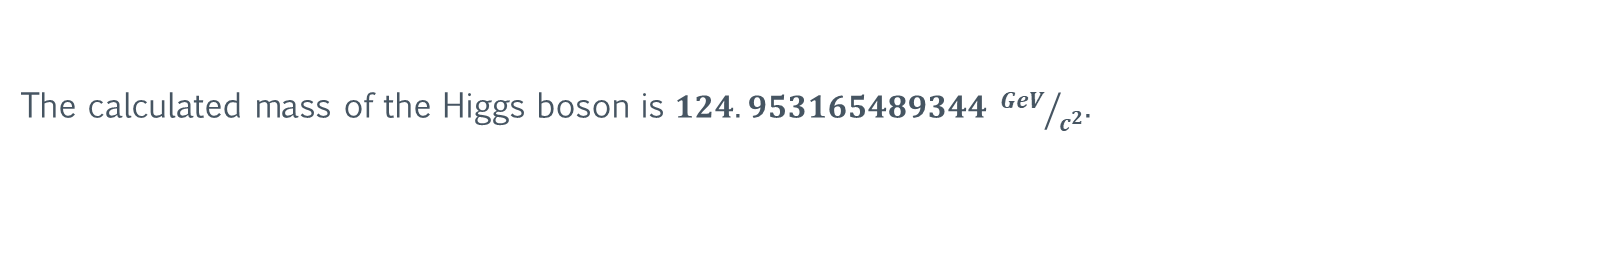 The calculated mass of the Higgs boson is 124.953165489344 GeV/c².